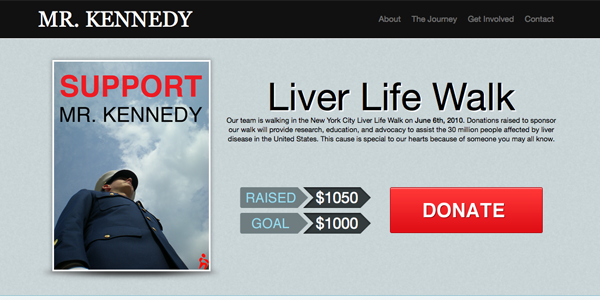 MR. KENNEDY
About The Journey Get Involved Contact
SUPPORT
MR. KENNEDY
Liver Life Walk
Our team is walking in the New York City Liver Life Walk on June 6th, 2010. Donations raised to sponsor
our walk will provide research, education, and advocacy to assist the 30 million people affected by liver
disease in the United States. This cause is special to our hearts because of someone you may all know.
RAISED $1050
GOAL $1000
DONATE